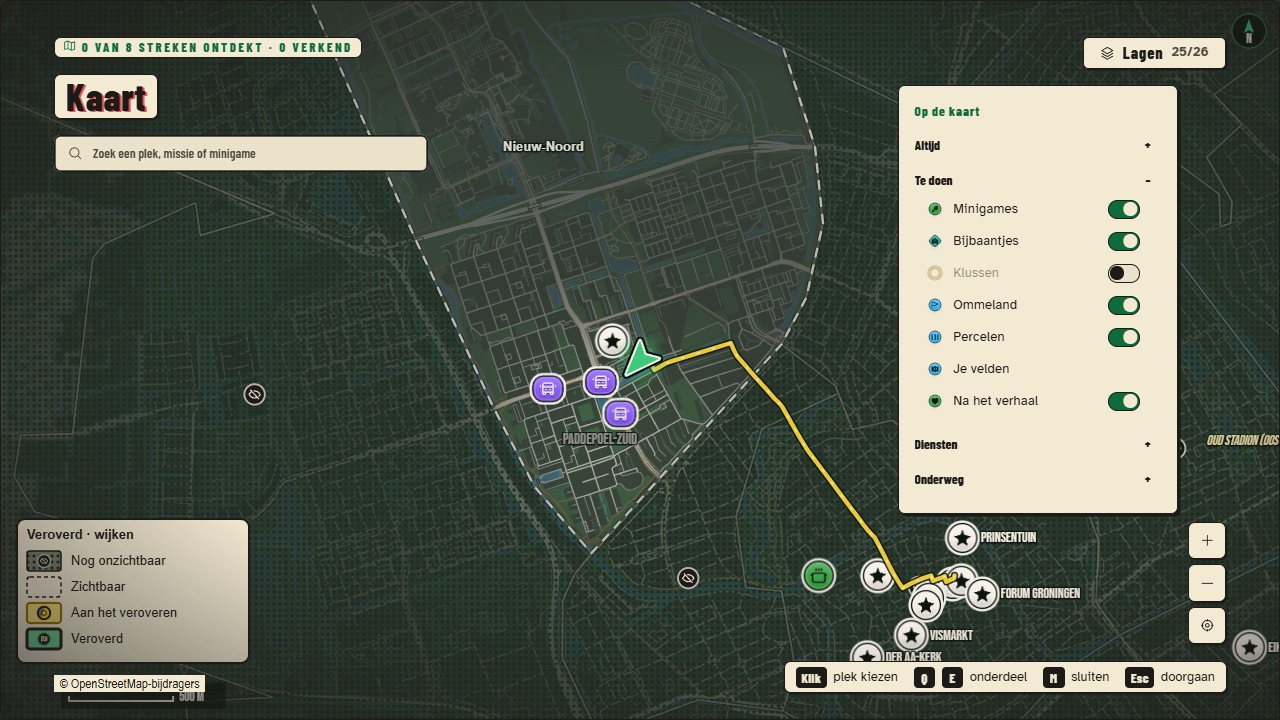 0 VAN 8 STREKEN ONTDEKT · 0 VERKEND
Kaart
Zoek een plek, missie of minigame
N
Lagen 25/26
Op de kaart
Altijd +
Te doen -
Minigames
Bijbaantjes
Klussen
Ommeland
Percelen
Je velden
Na het verhaal
Diensten +
Onderweg +
Nieuw-Noord
PADDEPOEL-ZUID
OUD STADION (OOS
PRINSENTUIN
FORUM GRONINGEN
VISMARKT
DER AA-KERK
Veroverd · wijken
Nog onzichtbaar
Zichtbaar
Aan het veroveren
Veroverd
© OpenStreetMap-bijdragers
500 M
+
−
Klik plek kiezen Q E onderdeel M sluiten Esc doorgaan